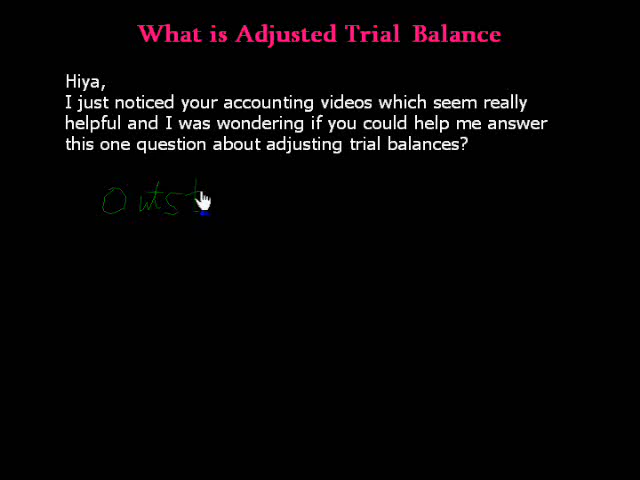 What is Adjusted Trial Balance
Hiya,
I just noticed your accounting videos which seem really
helpful and I was wondering if you could help me answer
this one question about adjusting trial balances?
Outst